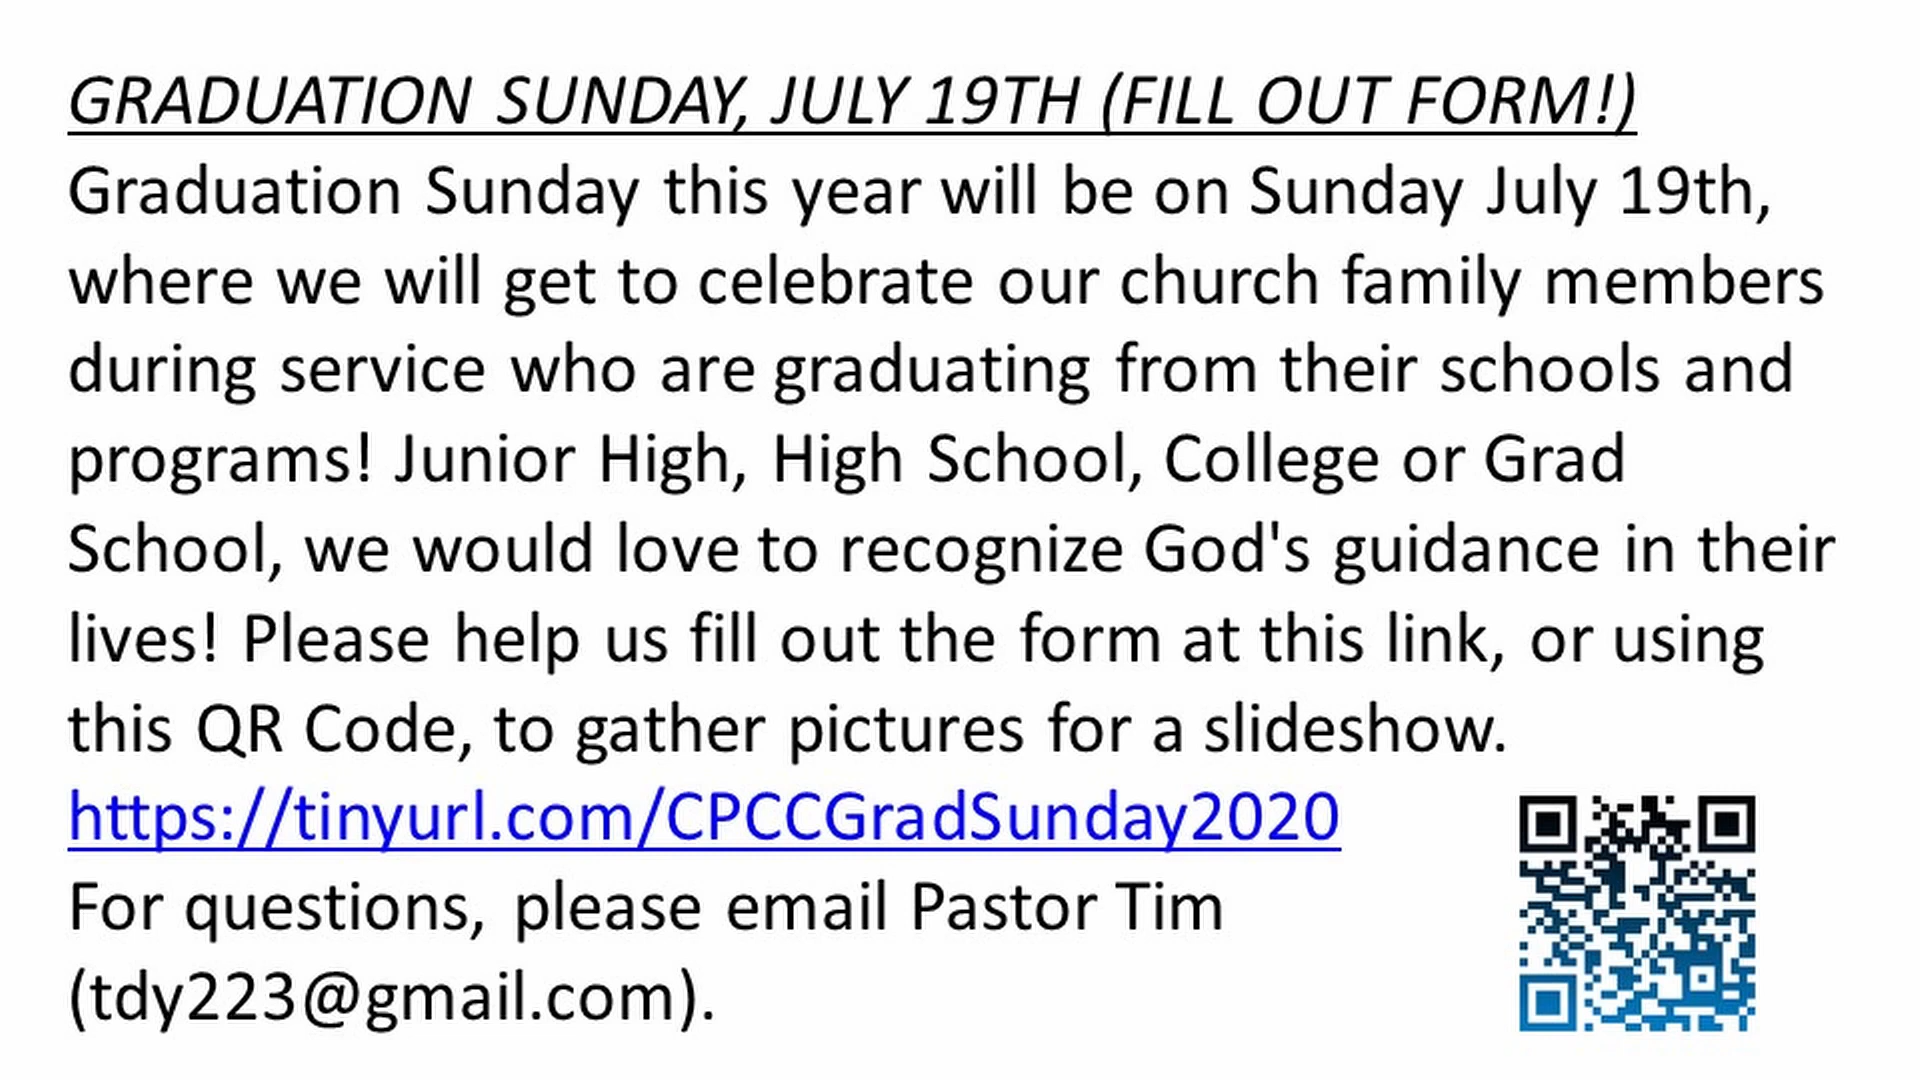 GRADUATION SUNDAY, JULY 19TH (FILL OUT FORM!)
Graduation Sunday this year will be on Sunday July 19th,
where we will get to celebrate our church family members
during service who are graduating from their schools and
programs! Junior High, High School, College or Grad
School, we would love to recognize God's guidance in their
lives! Please help us fill out the form at this link, or using
this QR Code, to gather pictures for a slideshow.
https://tinyurl.com/CPCCGradSunday2020
For questions, please email Pastor Tim
(tdy223@gmail.com).